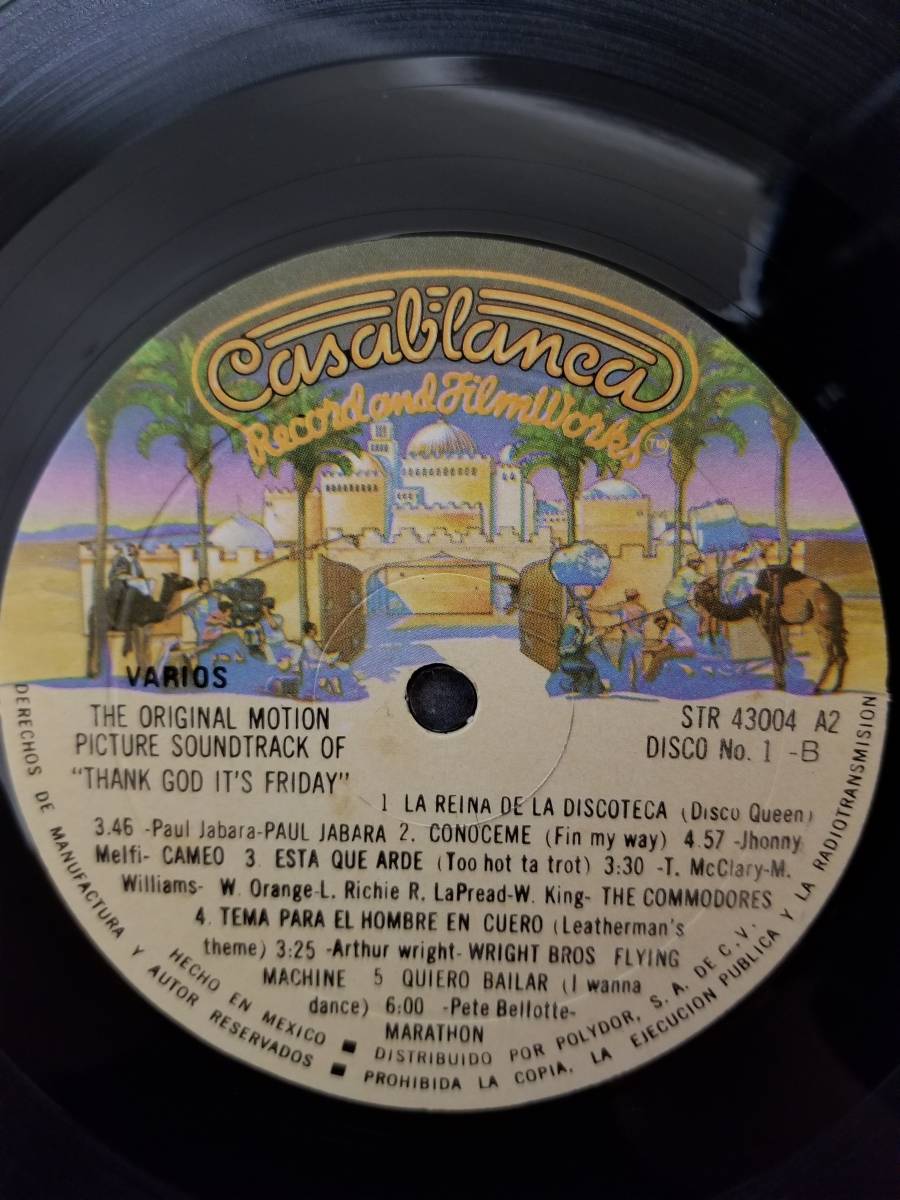 Casablanca
Record and FilmWorks TM
VARIOS
THE ORIGINAL MOTION
PICTURE SOUNDTRACK OF
"THANK GOD IT'S FRIDAY"
STR 43004 A2
DISCO No. 1 -B
1 LA REINA DE LA DISCOTECA (Disco Queen)
3.46 -Paul Jabara-PAUL JABARA 2. CONOCEME (Fin my way) 4.57 -Jhonny
Melfi- CAMEO 3. ESTA QUE ARDE (Too hot ta trot) 3:30 -T. McClary-M.
Williams- W. Orange-L. Richie R. LaPread-W. King- THE COMMODORES
4. TEMA PARA EL HOMBRE EN CUERO (Leatherman's
theme) 3:25 -Arthur wright- WRIGHT BROS FLYING
MACHINE 5 QUIERO BAILAR (I wanna
dance) 6:00 -Pete Bellotte-
MARATHON
HECHO EN MEXICO ■ DISTRIBUIDO POR POLYDOR, S. A. DE C. V.
DERECHOS DE MANUFACTURA Y AUTOR RESERVADOS ■ PROHIBIDA LA COPIA, LA EJECUCION PUBLICA Y LA RADIOTRANSMISION